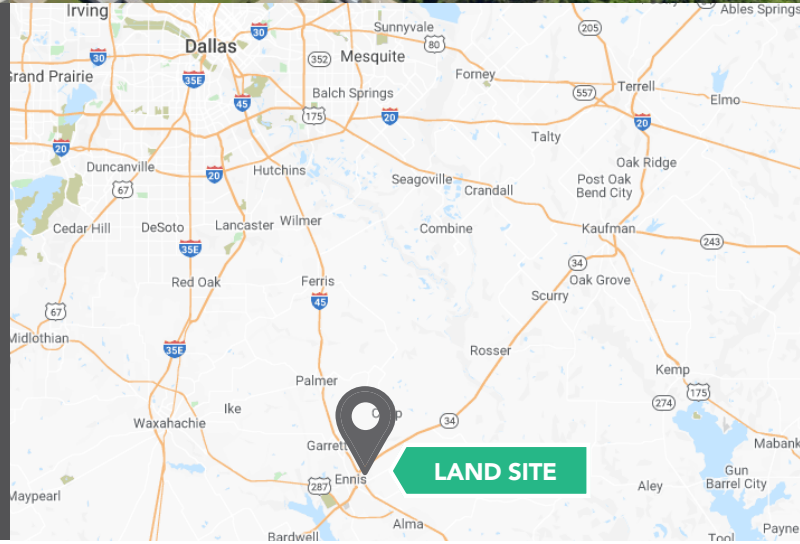 Irving
Ables Springs
Sunnyvale
30
205
Dallas
80
352
Mesquite
30
Forney
Grand Prairie
35E
Terrell
557
Balch Springs
Elmo
45
175
20
20
Talty
20
Duncanville
Oak Ridge
Hutchins
20
67
Seagoville
Post Oak
Bend City
Crandall
Cedar Hill
DeSoto
Lancaster
Wilmer
Combine
Kaufman
35E
243
34
Red Oak
Ferris
Oak Grove
45
Scurry
67
Midlothian
35E
Rosser
Palmer
Kemp
175
274
Ike
Waxahachie
34
Garrett
Mabank
LAND SITE
Gun
Barrel City
Ennis
287
Aley
Maypearl
Alma
Bardwell
Tool
Payne